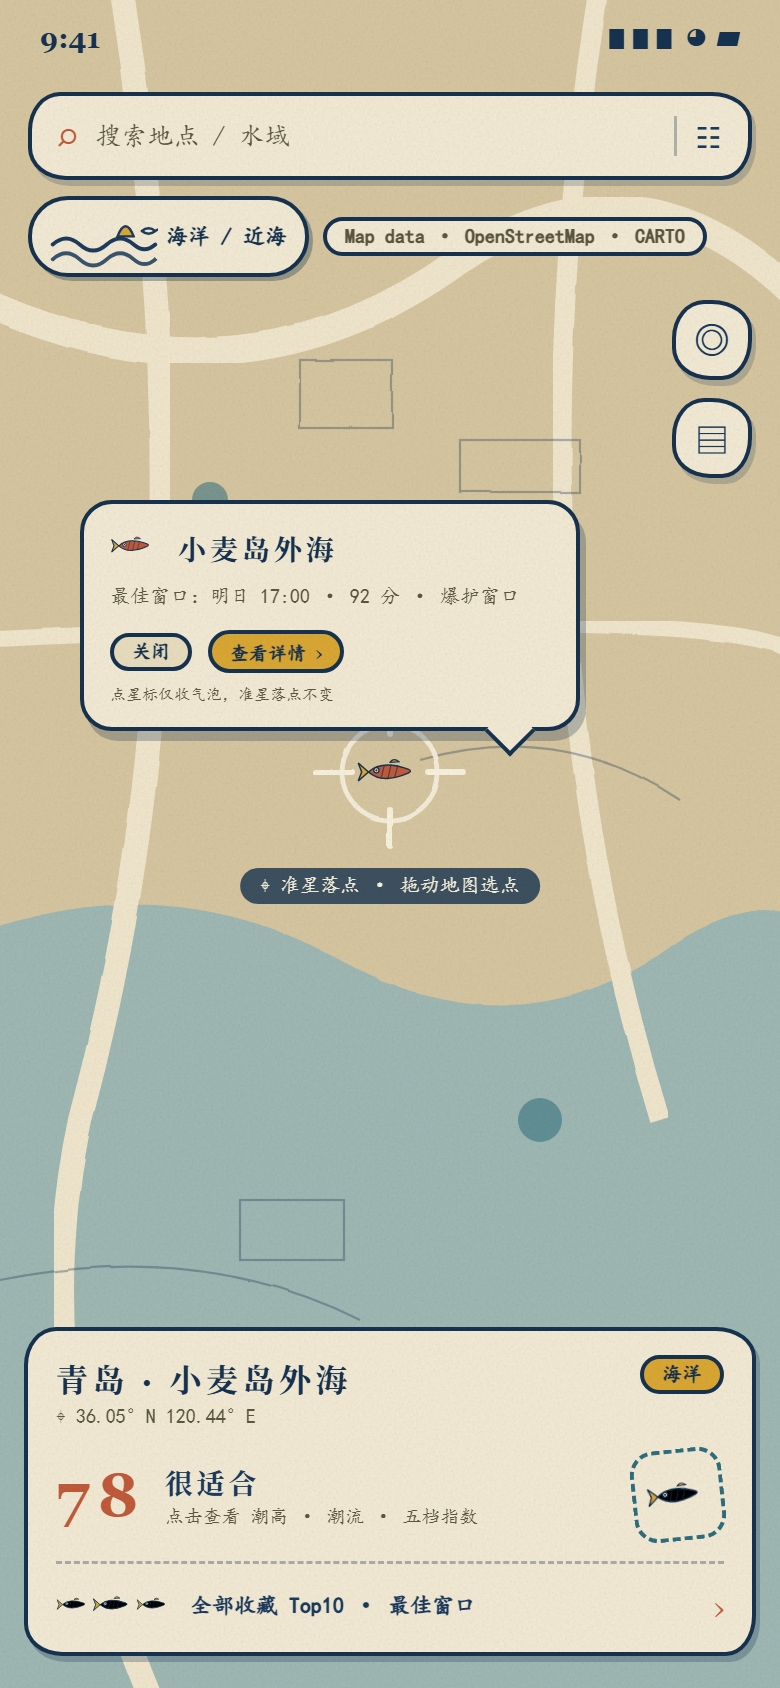 9:41
搜索地点 / 水域
海洋 / 近海
Map data • OpenStreetMap • CARTO
小麦岛外海
最佳窗口: 明日 17:00 • 92 分 • 爆护窗口
关闭
查看详情 ›
点星标仅收气泡，准星落点不变
⌖ 准星落点 • 拖动地图选点
青岛 · 小麦岛外海
海洋
⌖ 36.05° N 120.44° E
78
很适合
点击查看 潮高 • 潮流 • 五档指数
全部收藏 Top10 • 最佳窗口 ›